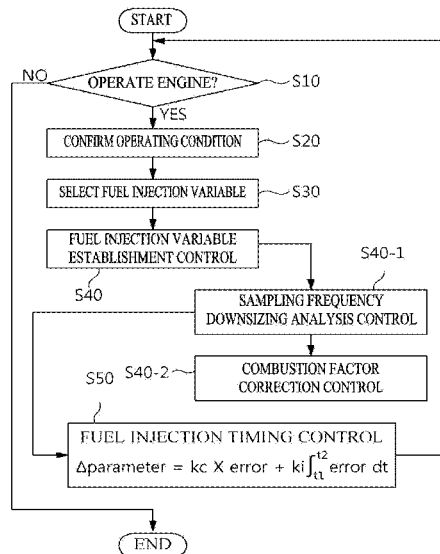 START
NO
OPERATE ENGINE?
S10
YES
CONFIRM OPERATING CONDITION
S20
SELECT FUEL INJECTION VARIABLE
S30
FUEL INJECTION VARIABLE
ESTABLISHMENT CONTROL
S40
S40-1
SAMPLING FREQUENCY
DOWNSIZING ANALYSIS CONTROL
S40-2
COMBUSTION FACTOR
CORRECTION CONTROL
S50
FUEL INJECTION TIMING CONTROL
Δparameter = kc X error + ki∫t1t2 error dt
END